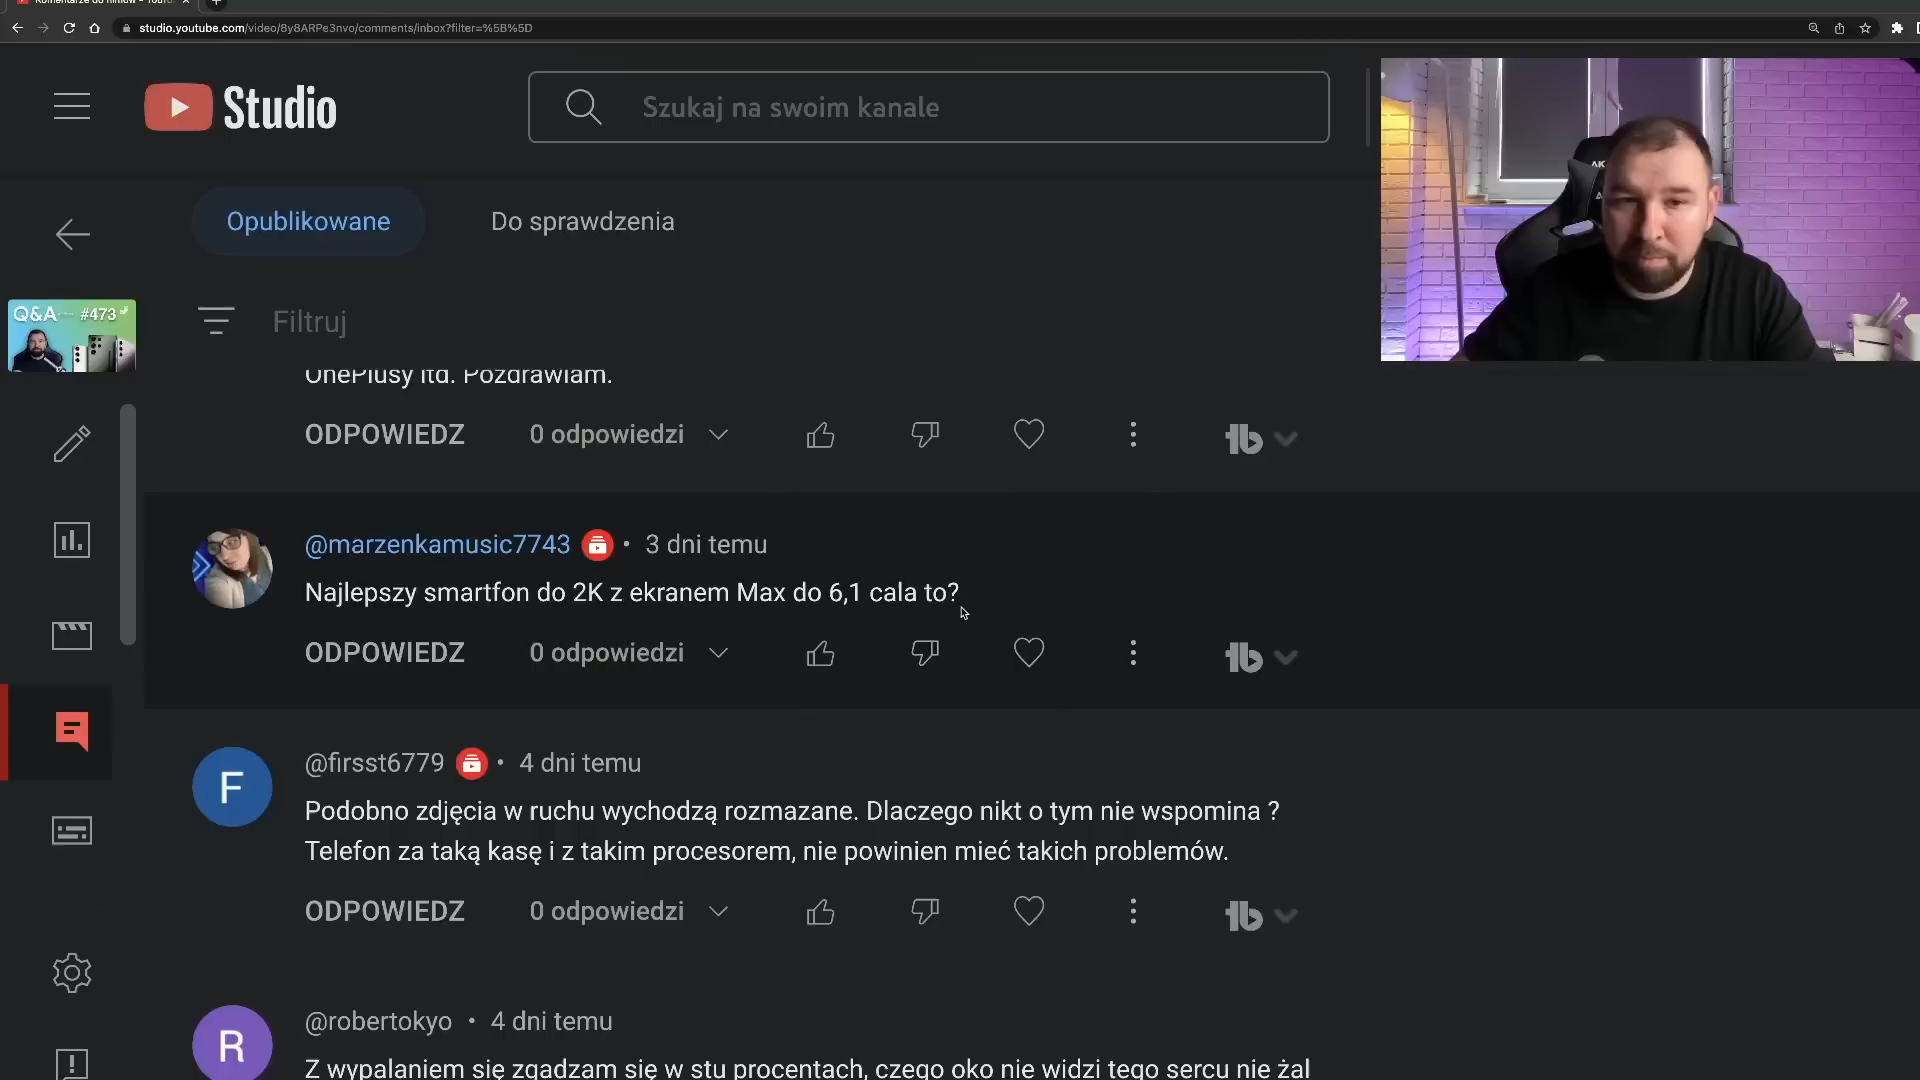 studio.youtube.com/video/8y8ARPe3nvo/comments/inbox?filter=%5B%5D
Studio
Szukaj na swoim kanale
Opublikowane
Do sprawdzenia
Q&A #473
Filtruj
OnePlusy itd. Pozdrawiam.
ODPOWIEDZ
0 odpowiedzi
@marzenkamusic7743 • 3 dni temu
Najlepszy smartfon do 2K z ekranem Max do 6,1 cala to?
ODPOWIEDZ
0 odpowiedzi
F
@firsst6779 • 4 dni temu
Podobno zdjęcia w ruchu wychodzą rozmazane. Dlaczego nikt o tym nie wspomina ?
Telefon za taką kasę i z takim procesorem, nie powinien mieć takich problemów.
ODPOWIEDZ
0 odpowiedzi
R
@robertokyo • 4 dni temu
Z wypalaniem się zgadzam się w stu procentach, czego oko nie widzi tego sercu nie żal